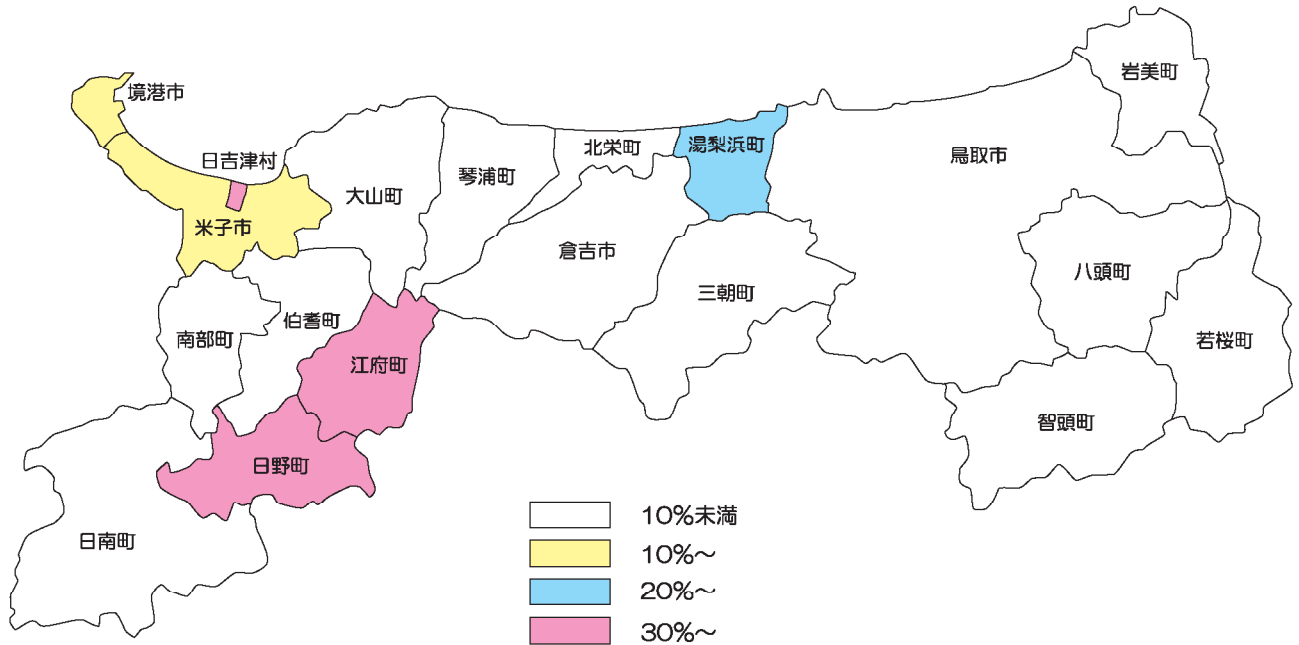 岩美町
境港市
日吉津村
大山町
琴浦町
北栄町
湯梨浜町
鳥取市
米子市
倉吉市
三朝町
八頭町
南部町
伯耆町
江府町
若桜町
智頭町
日野町
日南町
10%未満
10%～
20%～
30%～